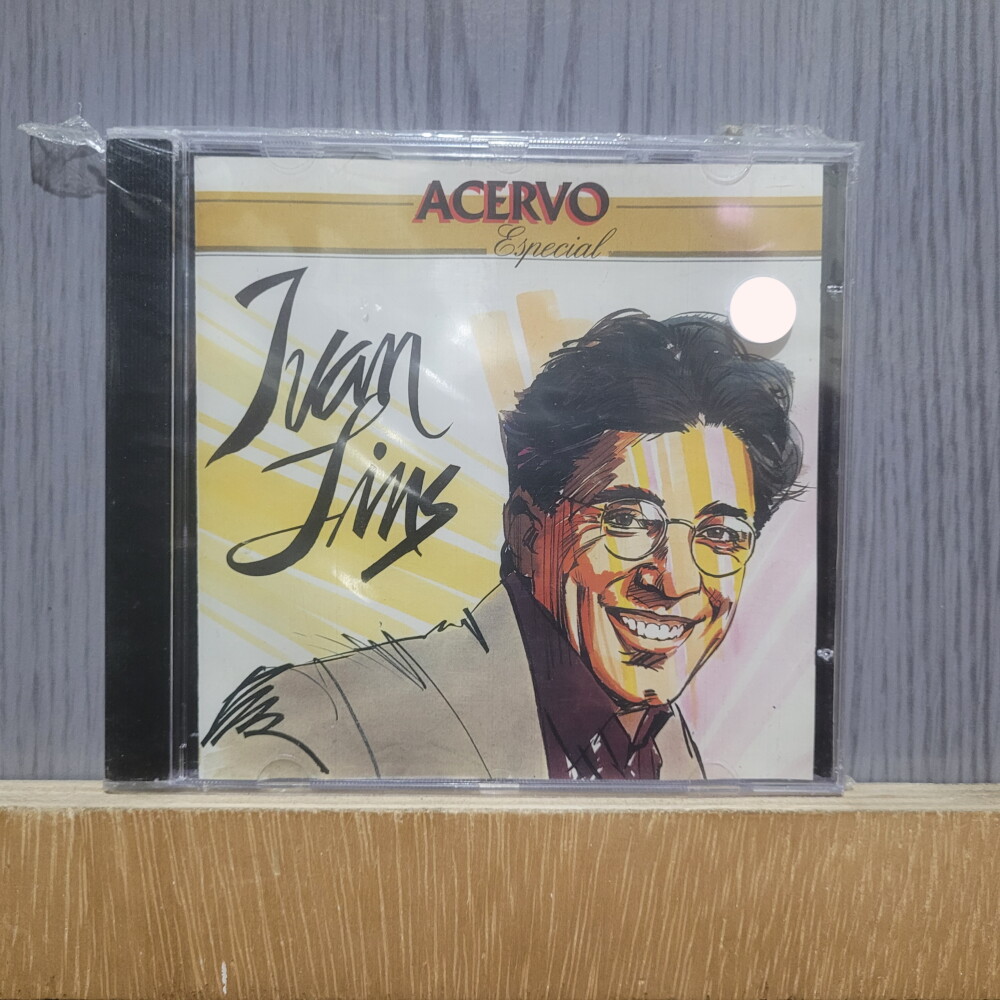 ACERVO
Especial
Ivan
Lins